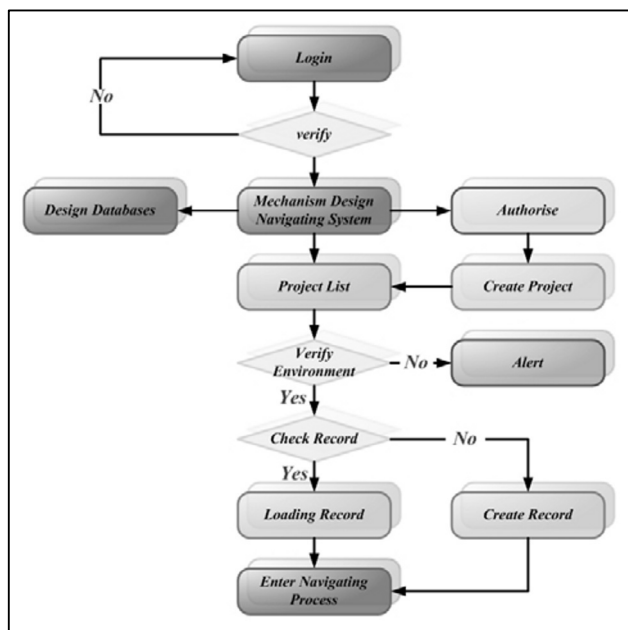 Login
No
verify
Design Databases
Mechanism Design
Navigating System
Authorise
Project List
Create Project
Verify
Environment
No
Alert
Yes
Check Record
No
Yes
Loading Record
Create Record
Enter Navigating
Process